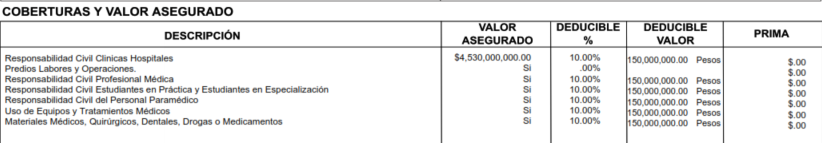 COBERTURAS Y VALOR ASEGURADO
DESCRIPCIÓN VALOR ASEGURADO DEDUCIBLE % DEDUCIBLE VALOR PRIMA
Responsabilidad Civil Clinicas Hospitales $4,530,000,000.00 10.00% 150,000,000.00 Pesos $.00
Predios Labores y Operaciones. Si .00% $.00
Responsabilidad Civil Profesional Médica Si 10.00% 150,000,000.00 Pesos $.00
Responsabilidad Civil Estudiantes en Práctica y Estudiantes en Especialización Si 10.00% 150,000,000.00 Pesos $.00
Responsabilidad Civil del Personal Paramédico Si 10.00% 150,000,000.00 Pesos $.00
Uso de Equipos y Tratamientos Médicos Si 10.00% 150,000,000.00 Pesos $.00
Materiales Médicos, Quirúrgicos, Dentales, Drogas o Medicamentos Si 10.00% 150,000,000.00 Pesos $.00